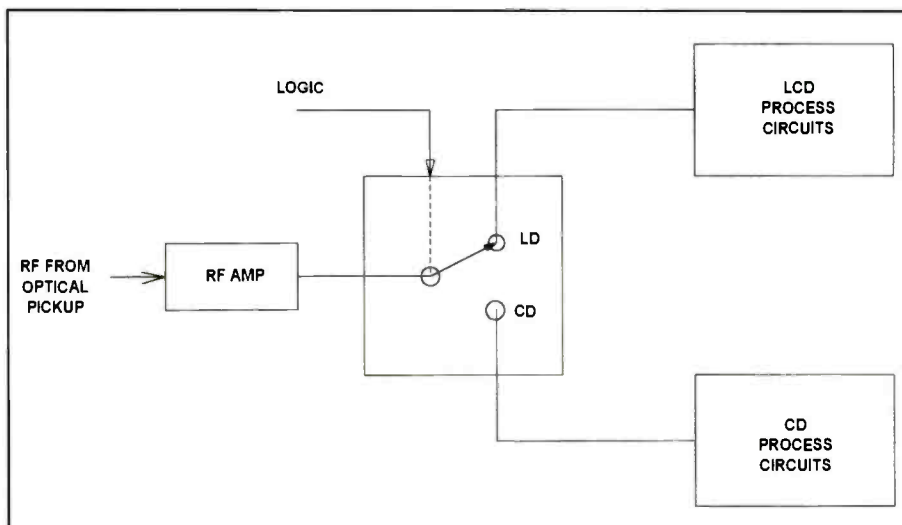 LOGIC
LCD
PROCESS
CIRCUITS
LD
RF FROM
OPTICAL
PICKUP
RF AMP
CD
CD
PROCESS
CIRCUITS